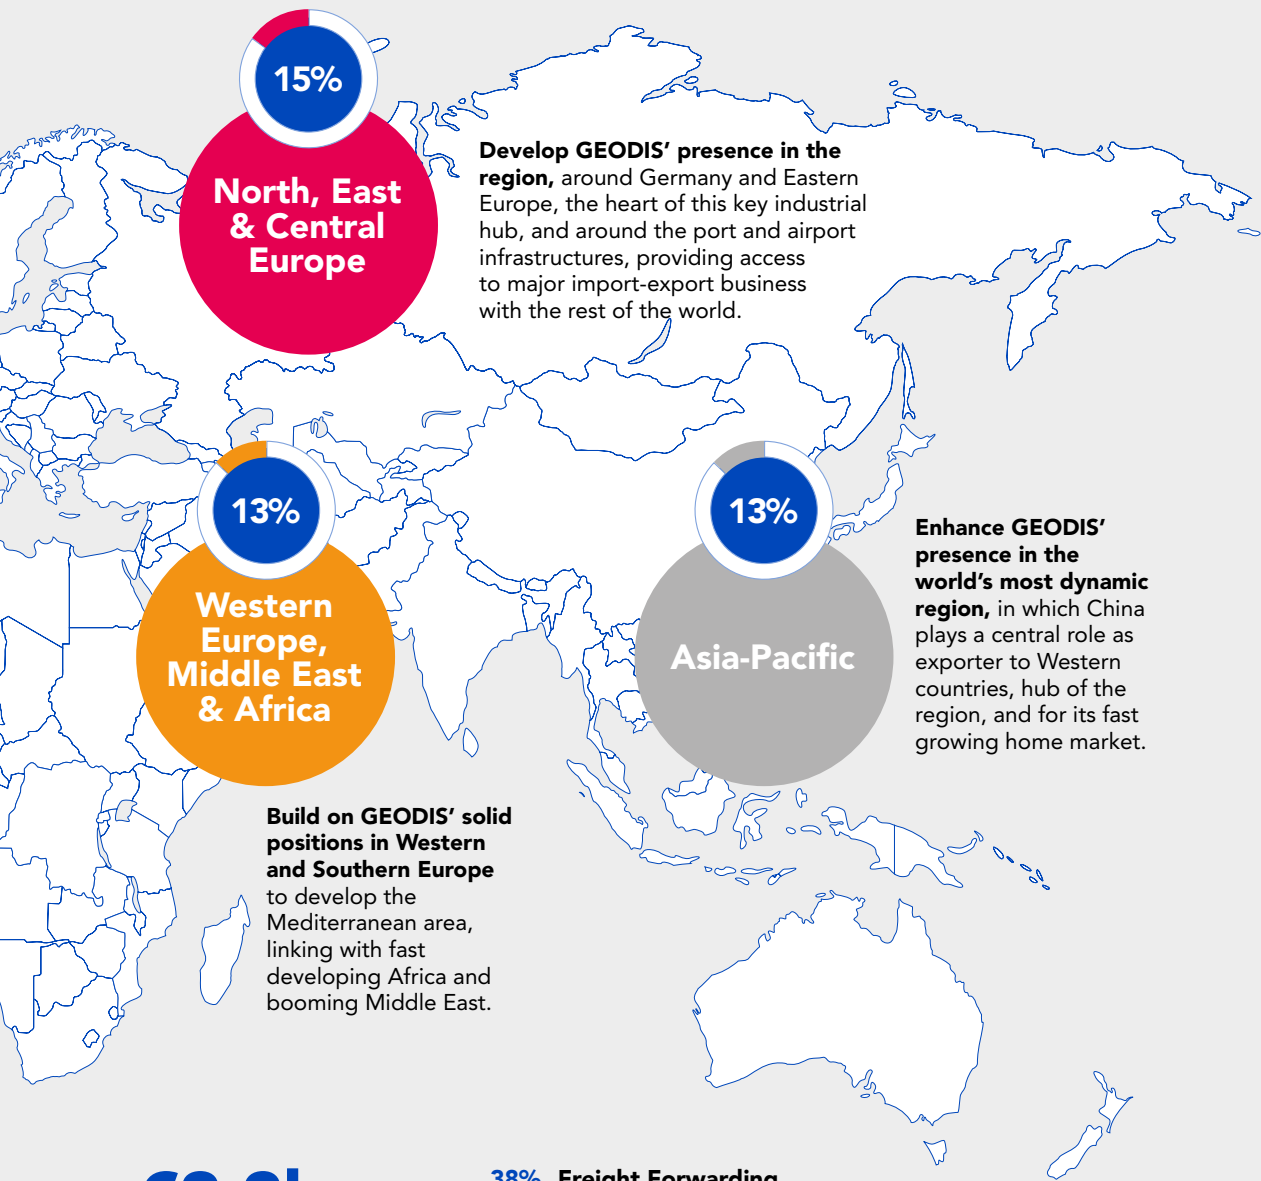 15%
North, East
& Central
Europe
Develop GEODIS’ presence in the
region, around Germany and Eastern
Europe, the heart of this key industrial
hub, and around the port and airport
infrastructures, providing access
to major import-export business
with the rest of the world.
13%
Western
Europe,
Middle East
& Africa
Build on GEODIS’ solid
positions in Western
and Southern Europe
to develop the
Mediterranean area,
linking with fast
developing Africa and
booming Middle East.
13%
Asia-Pacific
Enhance GEODIS’
presence in the
world’s most dynamic
region, in which China
plays a central role as
exporter to Western
countries, hub of the
region, and for its fast
growing home market.
38% Freight Forwarding